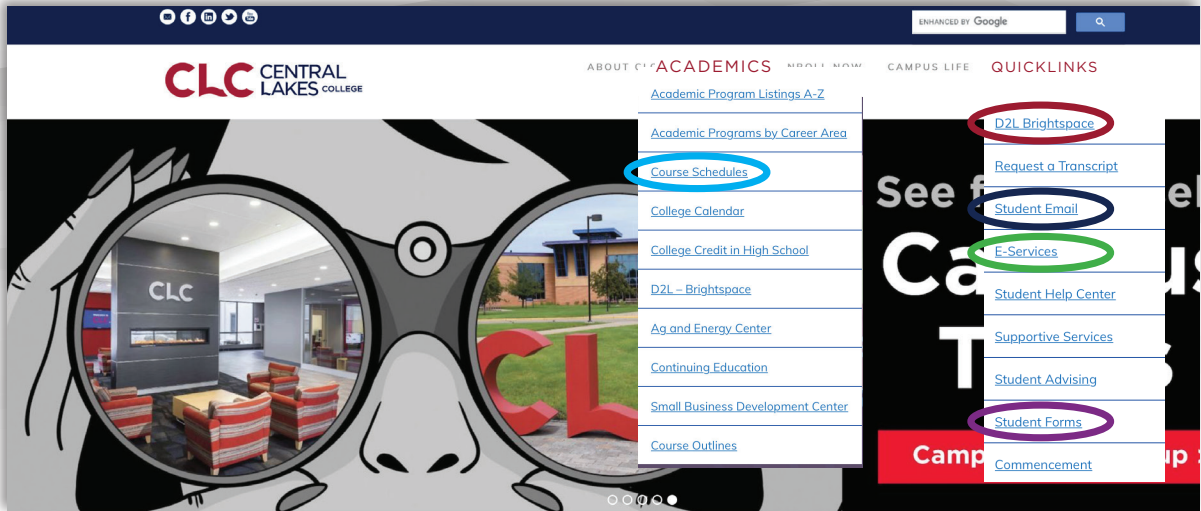 ENHANCED BY Google
CLC CENTRAL
LAKES COLLEGE
ABOUT
ACADEMICS
CAMPUS LIFE
QUICKLINKS
Academic Program Listings A-Z
Academic Programs by Career Area
Course Schedules
College Calendar
College Credit in High School
D2L – Brightspace
Ag and Energy Center
Continuing Education
Small Business Development Center
Course Outlines
D2L Brightspace
Request a Transcript
Student Email
E-Services
Student Help Center
Supportive Services
Student Advising
Student Forms
Commencement
See
CLC
CL